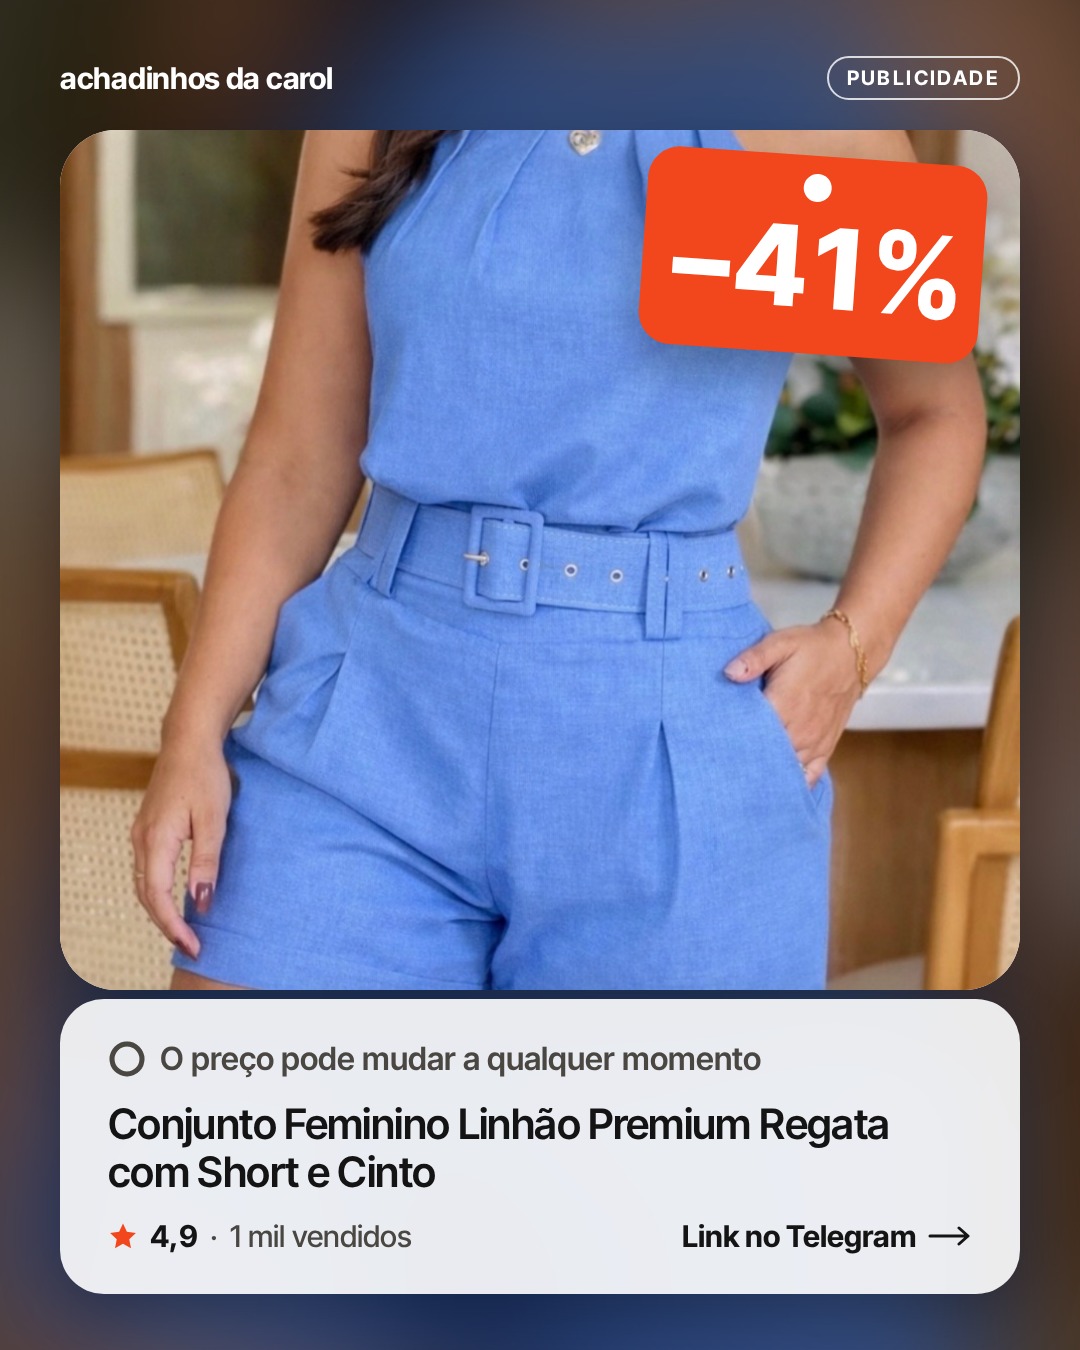 achadinhos da carol
PUBLICIDADE
–41%
O preço pode mudar a qualquer momento
Conjunto Feminino Linhão Premium Regata
com Short e Cinto
4,9 · 1 mil vendidos
Link no Telegram →